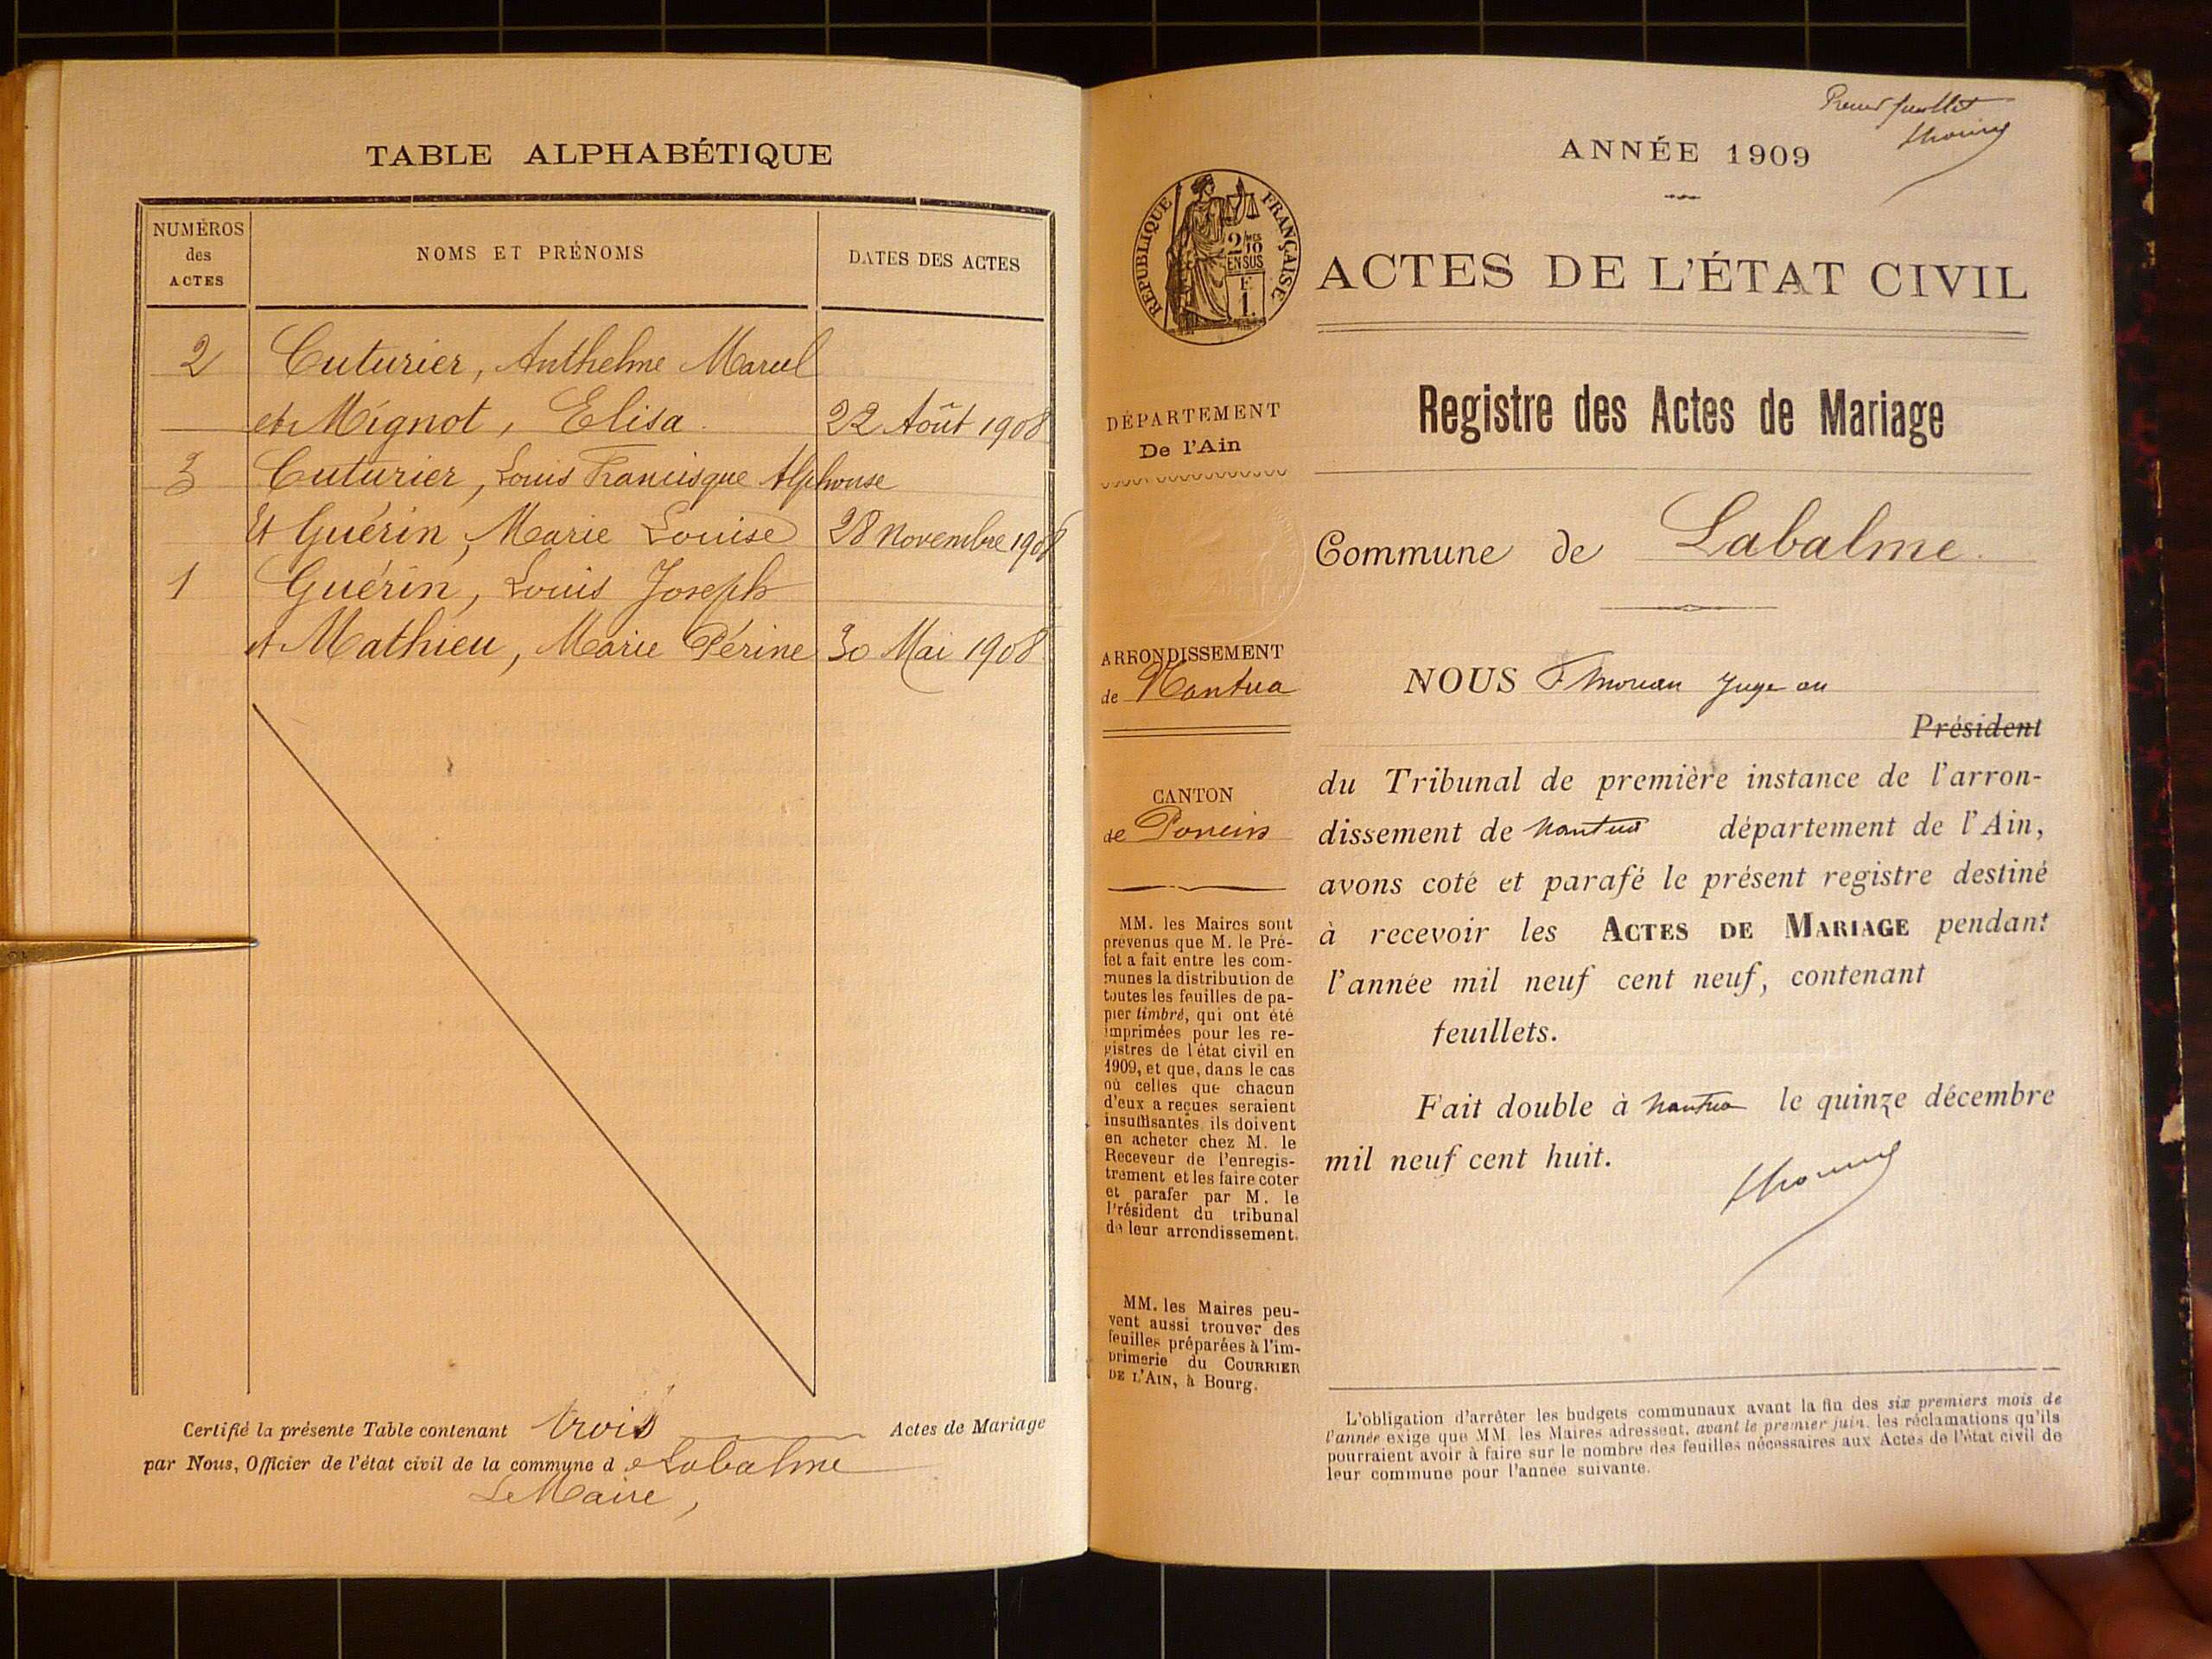 TABLE ALPHABÉTIQUE
NUMÉROS
des
ACTES
NOMS ET PRÉNOMS
DATES DES ACTES
2 Cuturier, Anthelme Marcel
et Mignot, Elisa 22 Août 1908
3 Cuturier, Louis Francisque Alphonse
et Guérin, Marie Louise 28 Novembre 1908
1 Guérin, Louis Joseph
et Mathieu, Marie Périne 30 Mai 1908
Certifié la présente Table contenant trois Actes de Mariage
par Nous, Officier de l'état civil de la commune de Labalme
Le Maire,
Premier feuillet
ANNÉE 1909
RÉPUBLIQUE FRANÇAISE
2/10
EN SUS
F.
1.
ACTES DE L'ÉTAT CIVIL
Registre des Actes de Mariage
DÉPARTEMENT
De l'Ain
Commune de Labalme
ARRONDISSEMENT
de Nantua
CANTON
de Poncin
MM. les Maires sont
prévenus que M. le Pré-
fet a fait entre les com-
munes la distribution de
toutes les feuilles de pa-
pier timbré, qui ont été
imprimées pour les re-
gistres de l'état civil en
1909, et que, dans le cas
où celles que chacun
d'eux a reçues seraient
insuffisantes, ils doivent
en acheter chez M. le
Receveur de l'enregis-
trement et les faire coter
et parafer par M. le
Président du tribunal
de leur arrondissement.
MM. les Maires peu-
vent aussi trouver des
feuilles préparées à l'im-
primerie du COURRIER
DE L'AIN, à Bourg.
NOUS Juge au
Président
du Tribunal de première instance de l'arron-
dissement de Nantua département de l'Ain,
avons coté et parafé le présent registre destiné
à recevoir les ACTES DE MARIAGE pendant
l'année mil neuf cent neuf, contenant
feuillets.
Fait double à Nantua le quinze décembre
mil neuf cent huit.
L'obligation d'arrêter les budgets communaux avant la fin des six premiers mois de
l'année exige que MM. les Maires adressent, avant le premier juin, les réclamations qu'ils
pourraient avoir à faire sur le nombre des feuilles nécessaires aux Actes de l'état civil de
leur commune pour l'année suivante.